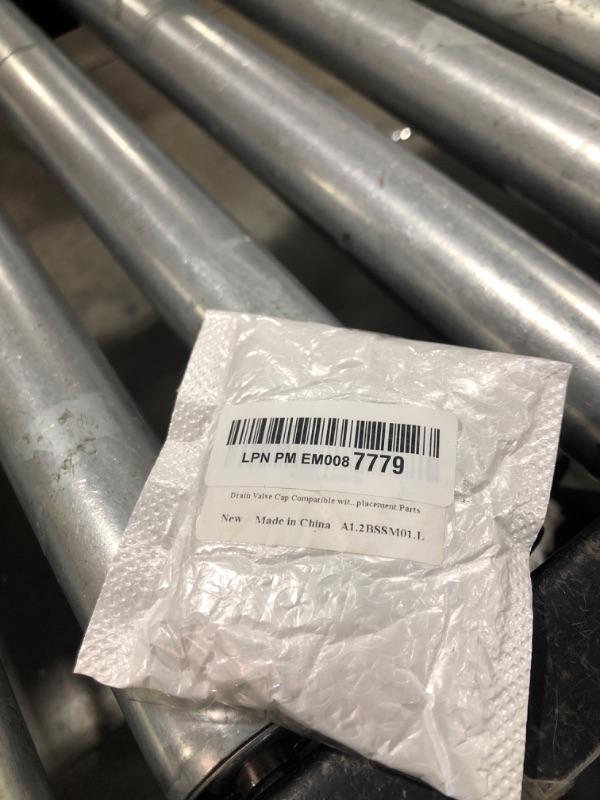 LPN PM EM008 7779
Drain Valve Cap Compatible wit...placement Parts
New Made in China A1.2BSSM01.L